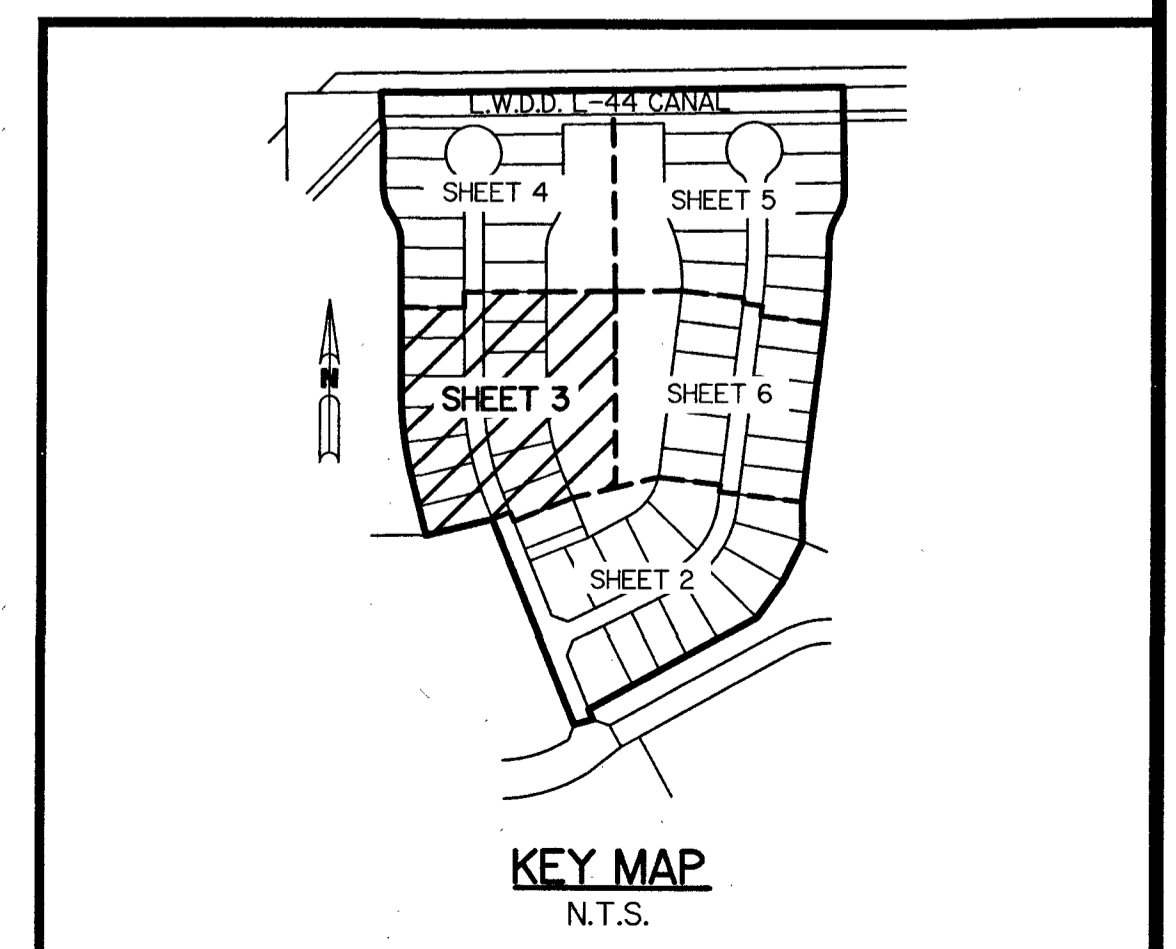 L.W.D.D. L-44 CANAL
SHEET 4
SHEET 5
N
SHEET 3
SHEET 6
SHEET 2
KEY MAP
N.T.S.